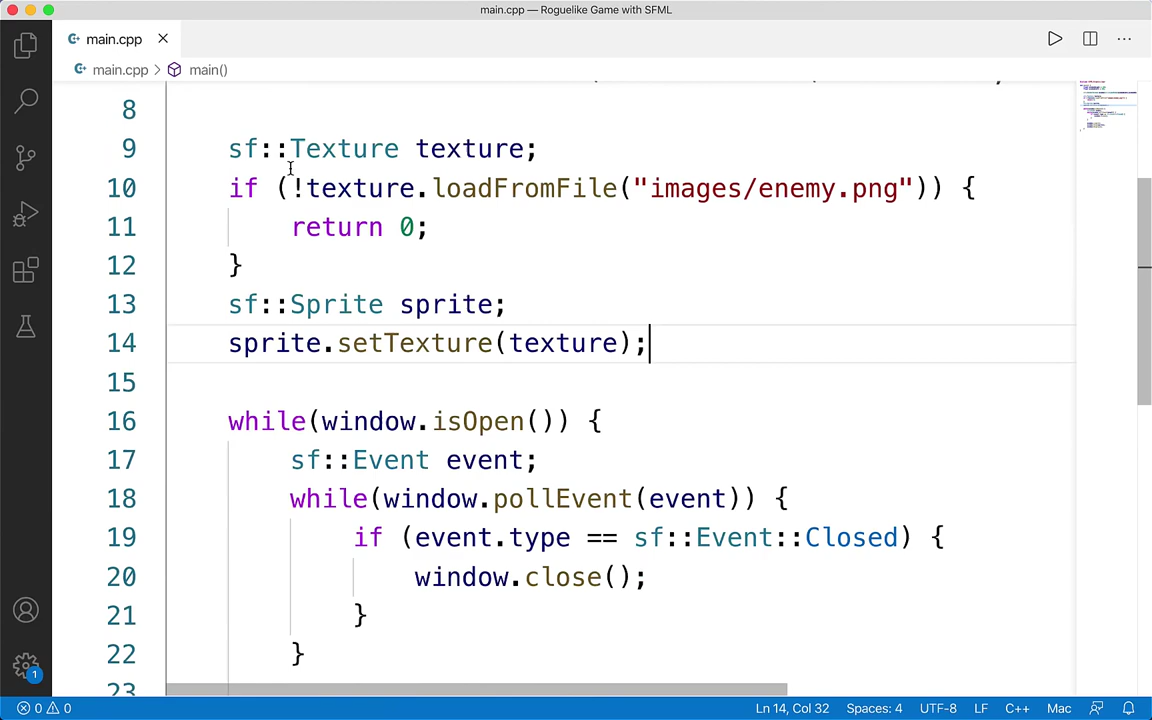 main.cpp — Roguelike Game with SFML
main.cpp
main.cpp > main()
8
9 sf::Texture texture;
10 if (!texture.loadFromFile("images/enemy.png")) {
11 return 0;
12 }
13 sf::Sprite sprite;
14 sprite.setTexture(texture);
15
16 while(window.isOpen()) {
17 sf::Event event;
18 while(window.pollEvent(event)) {
19 if (event.type == sf::Event::Closed) {
20 window.close();
21 }
22 }
23
1
0 0 Ln 14, Col 32 Spaces: 4 UTF-8 LF C++ Mac